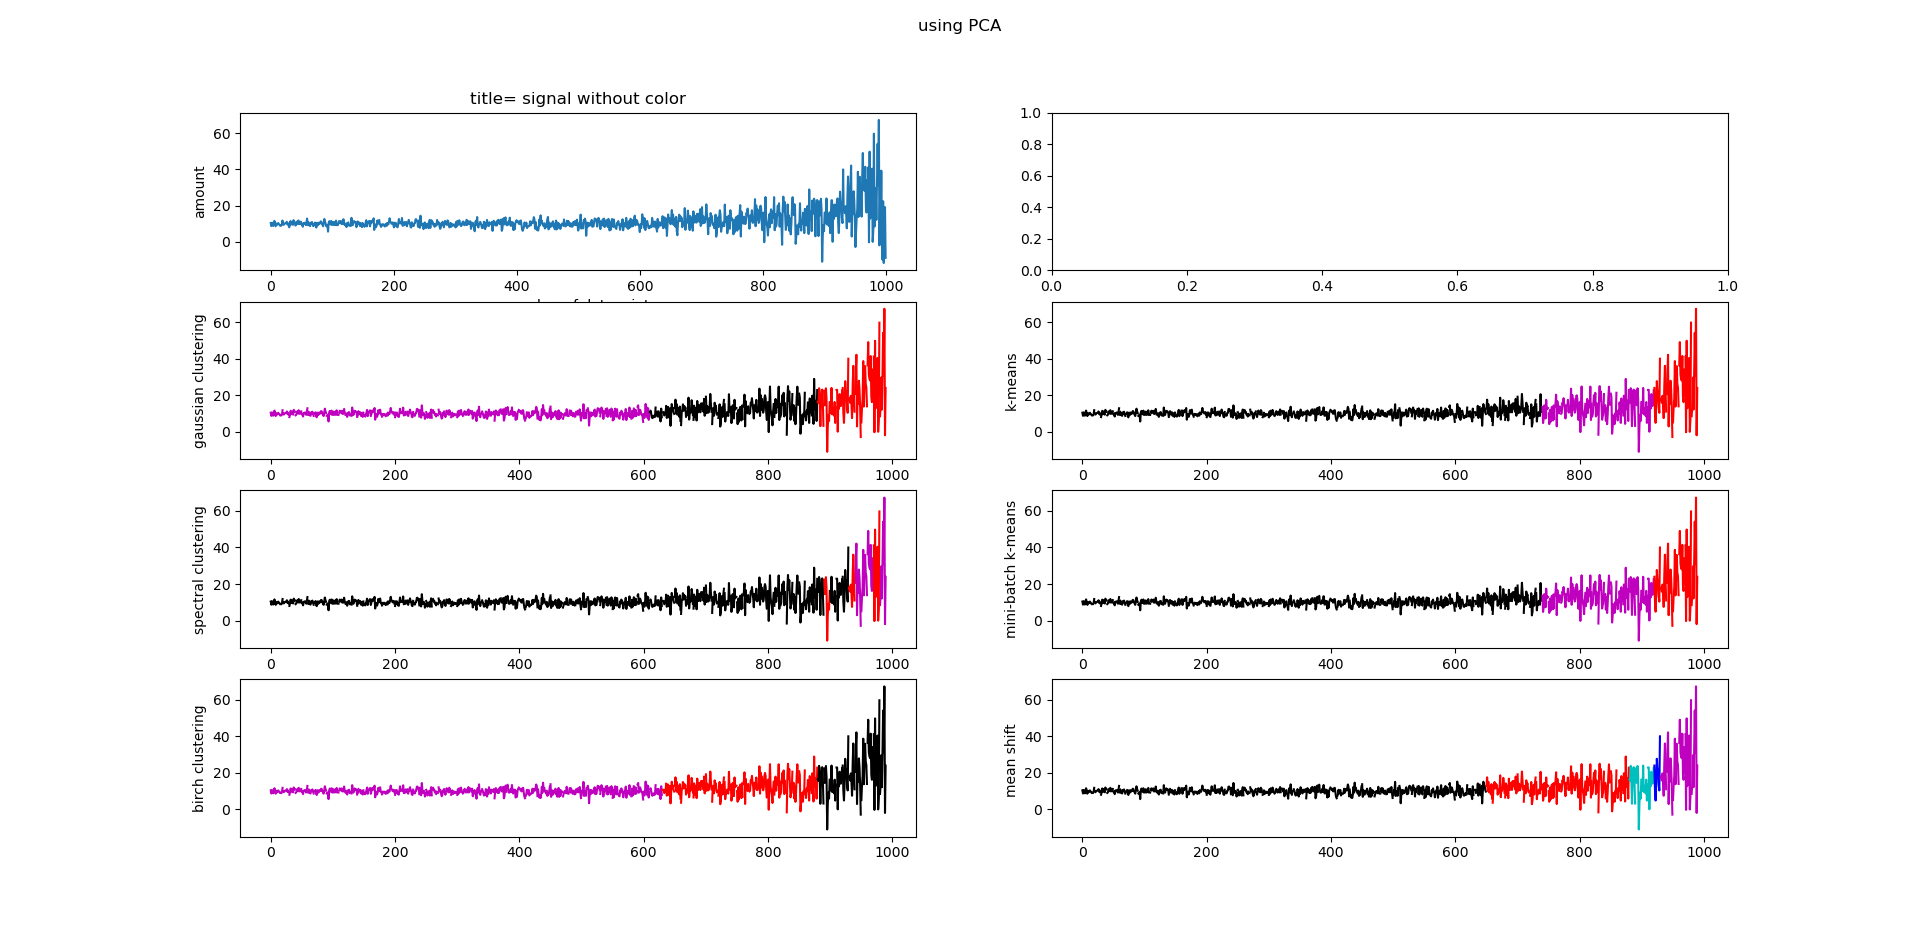 using PCA
title= signal without color
amount
60
40
20
0
0 200 400 600 800 1000
1.0
0.8
0.6
0.4
0.2
0.0
0.0 0.2 0.4 0.6 0.8 1.0
gaussian clustering
60
40
20
0
0 200 400 600 800 1000
k-means
60
40
20
0
0 200 400 600 800 1000
spectral clustering
60
40
20
0
0 200 400 600 800 1000
mini-batch k-means
60
40
20
0
0 200 400 600 800 1000
birch clustering
60
40
20
0
0 200 400 600 800 1000
mean shift
60
40
20
0
0 200 400 600 800 1000